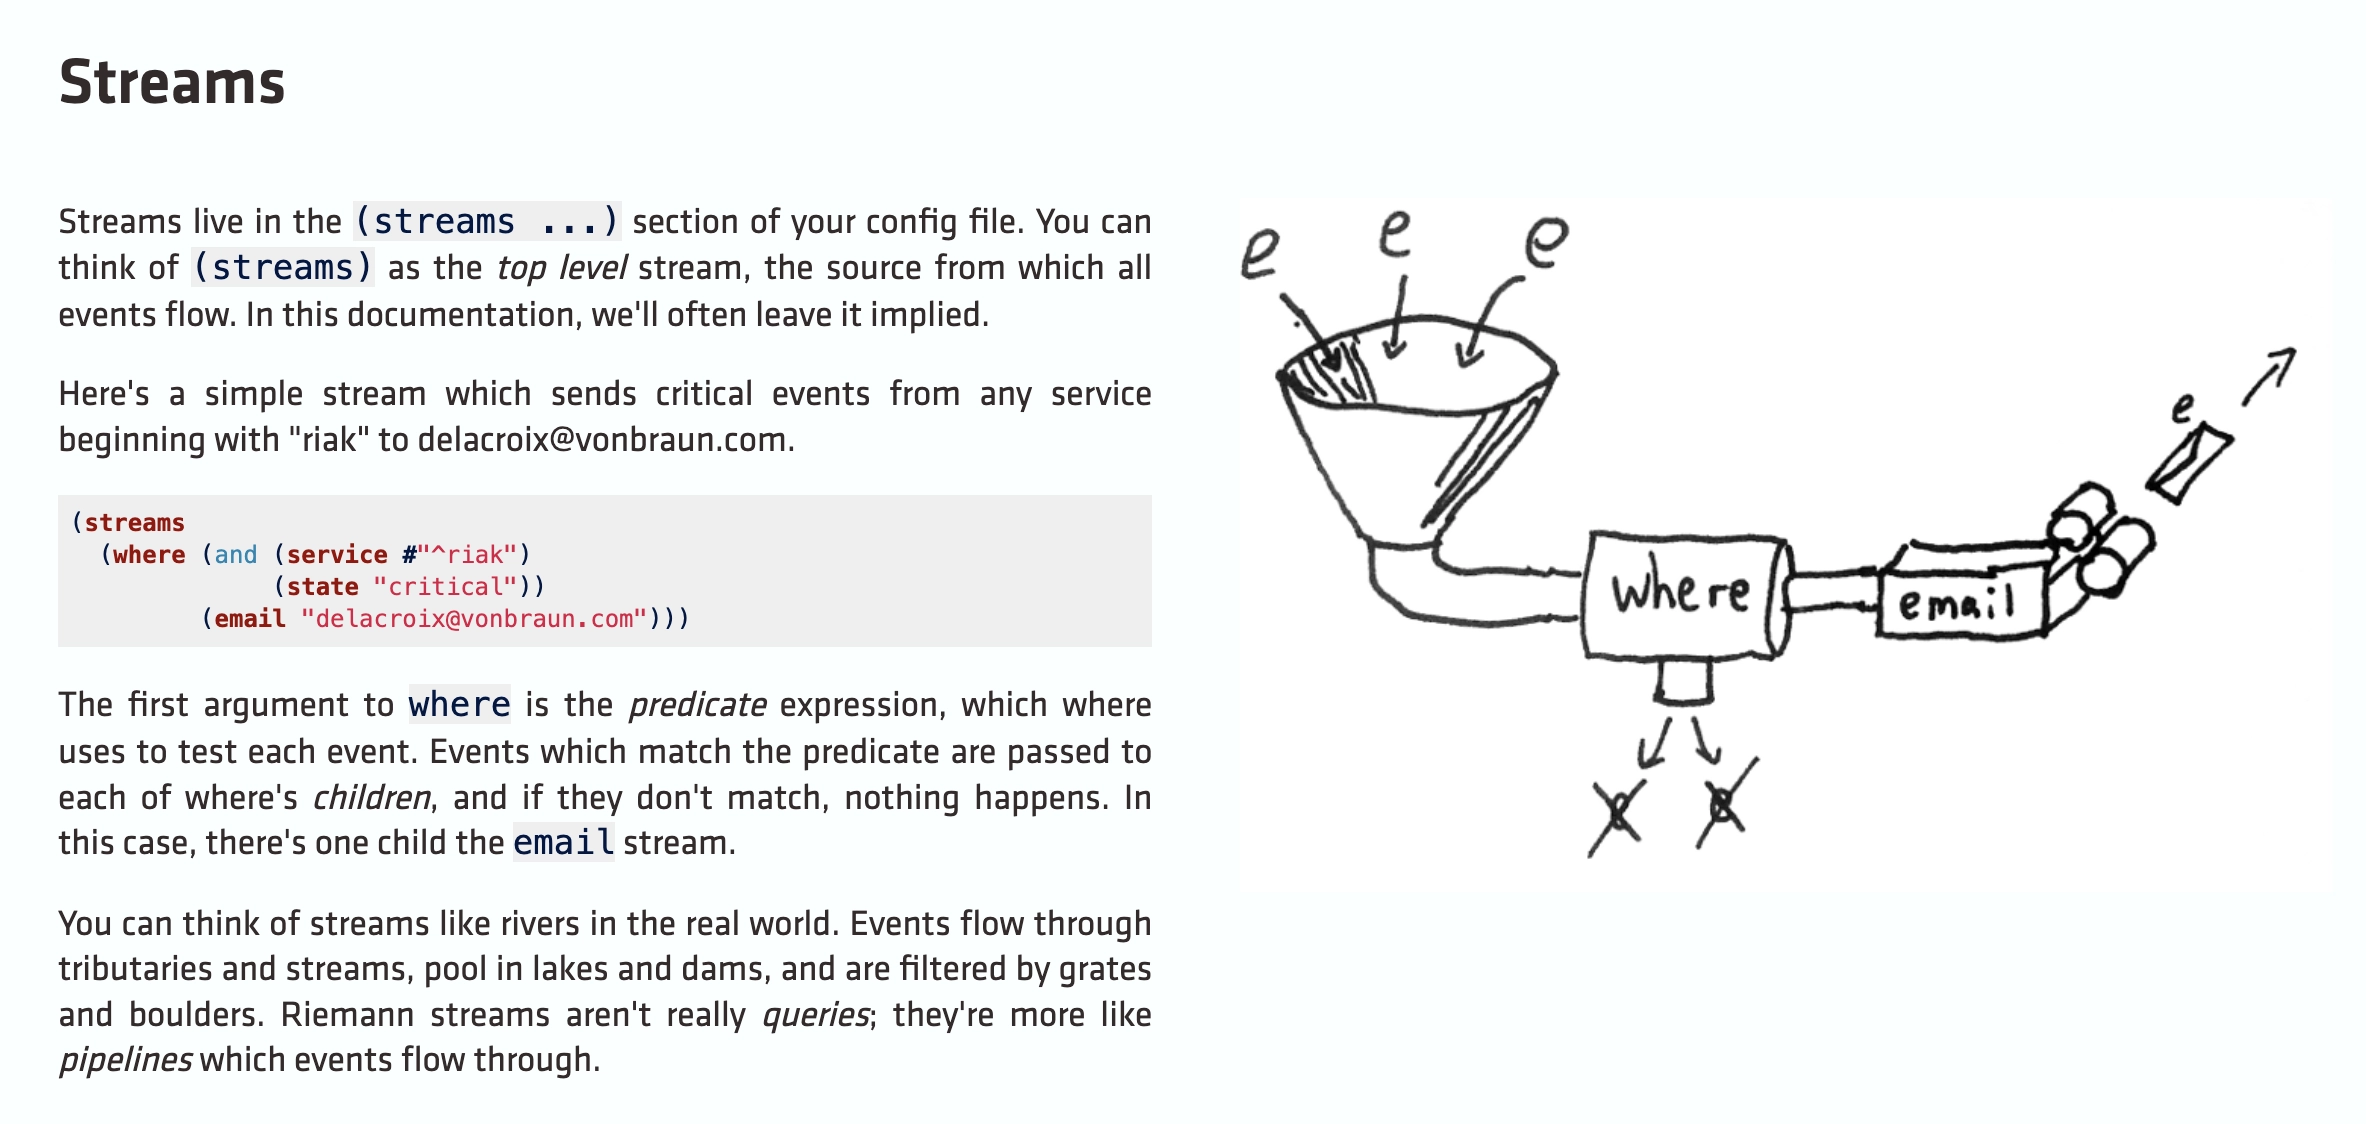 Streams
Streams live in the (streams ...) section of your config file. You can
think of (streams) as the top level stream, the source from which all
events flow. In this documentation, we'll often leave it implied.
Here's a simple stream which sends critical events from any service
beginning with "riak" to delacroix@vonbraun.com.
(streams
  (where (and (service #"^riak")
              (state "critical"))
         (email "delacroix@vonbraun.com")))
The first argument to where is the predicate expression, which where
uses to test each event. Events which match the predicate are passed to
each of where's children, and if they don't match, nothing happens. In
this case, there's one child the email stream.
You can think of streams like rivers in the real world. Events flow through
tributaries and streams, pool in lakes and dams, and are filtered by grates
and boulders. Riemann streams aren't really queries; they're more like
pipelines which events flow through.
e e e
e
where
email
e e